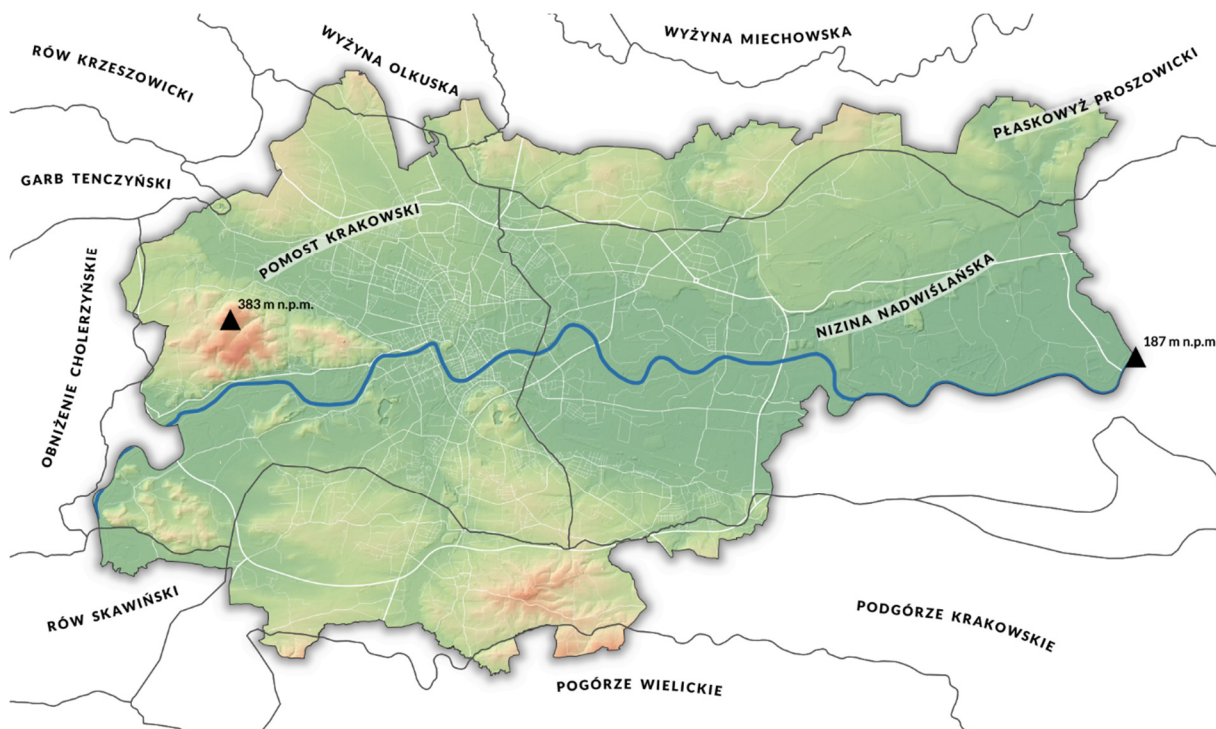 WYŻYNA MIECHOWSKA
WYŻYNA OLKUSKA
RÓW KRZESZOWICKI
PŁASKOWYŻ PROSZOWICKI
GARB TENCZYŃSKI
POMOST KRAKOWSKI
OBNIŻENIE CHOLERZYŃSKIE
383 m n.p.m.
NIZINA NADWIŚLAŃSKA
187 m n.p.m
RÓW SKAWIŃSKI
PODGÓRZE KRAKOWSKIE
POGÓRZE WIELICKIE